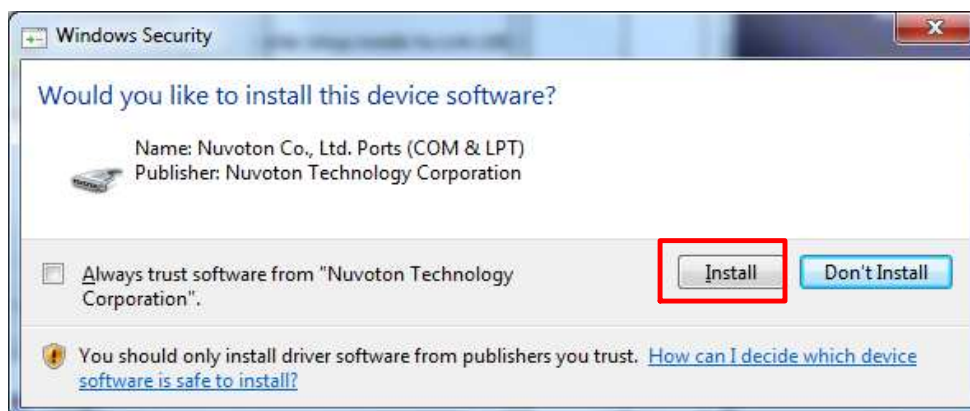 Windows Security
Would you like to install this device software?
Name: Nuvoton Co., Ltd. Ports (COM & LPT)
Publisher: Nuvoton Technology Corporation
Always trust software from "Nuvoton Technology
Corporation".
Install
Don't Install
You should only install driver software from publishers you trust. How can I decide which device
software is safe to install?